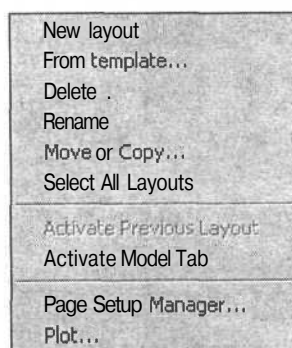 New layout
From template...
Delete .
Rename
Move or Copy...
Select All Layouts
Activate Previous Layout
Activate Model Tab
Page Setup Manager...
Plot...